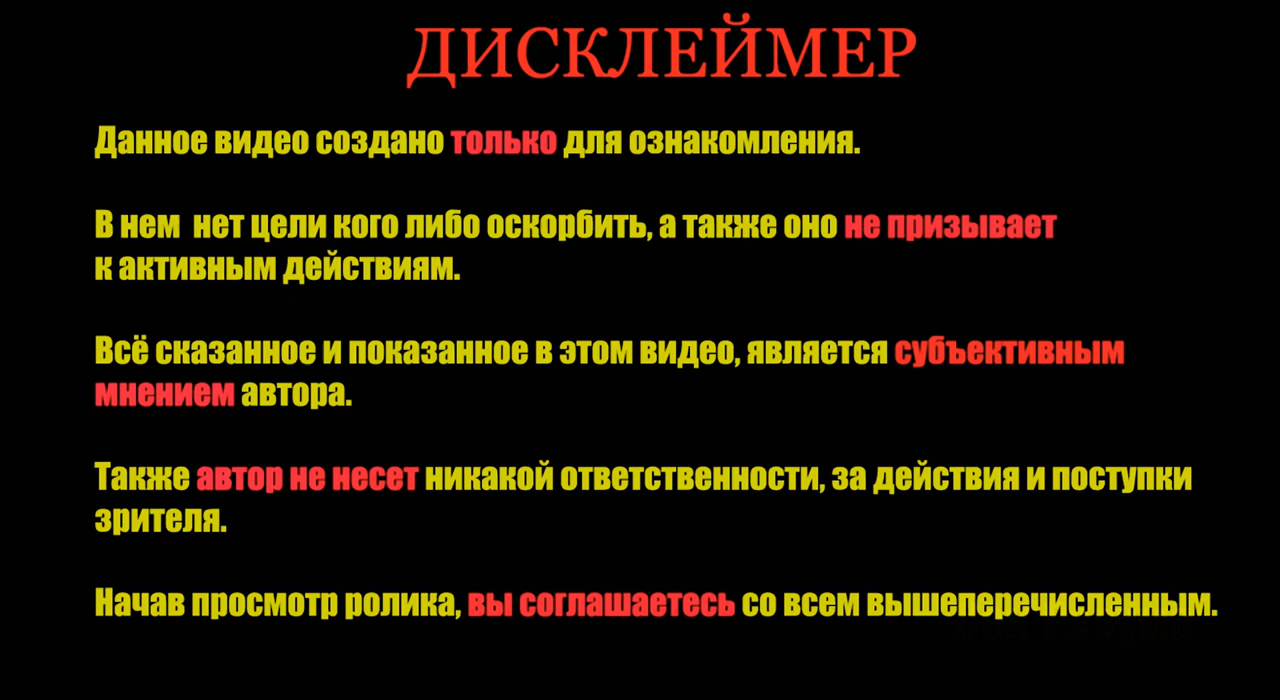 ДИСКЛЕЙМЕР
Данное видео создано только для ознакомления.
В нем  нет цели кого либо оскорбить, а также оно не призывает
к активным действиям.
Всё сказанное и показанное в этом видео, является субъективным
мнением автора.
Также автор не несет никакой ответственности, за действия и поступки
зрителя.
Начав просмотр ролика, вы соглашаетесь со всем вышеперечисленным.